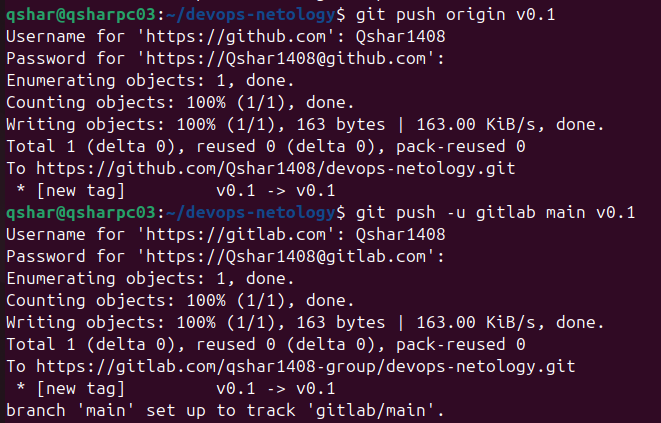 qshar@qsharpc03:~/devops-netology$ git push origin v0.1
Username for 'https://github.com': Qshar1408
Password for 'https://Qshar1408@github.com':
Enumerating objects: 1, done.
Counting objects: 100% (1/1), done.
Writing objects: 100% (1/1), 163 bytes | 163.00 KiB/s, done.
Total 1 (delta 0), reused 0 (delta 0), pack-reused 0
To https://github.com/Qshar1408/devops-netology.git
 * [new tag]         v0.1 -> v0.1
qshar@qsharpc03:~/devops-netology$ git push -u gitlab main v0.1
Username for 'https://gitlab.com': Qshar1408
Password for 'https://Qshar1408@gitlab.com':
Enumerating objects: 1, done.
Counting objects: 100% (1/1), done.
Writing objects: 100% (1/1), 163 bytes | 163.00 KiB/s, done.
Total 1 (delta 0), reused 0 (delta 0), pack-reused 0
To https://gitlab.com/qshar1408-group/devops-netology.git
 * [new tag]         v0.1 -> v0.1
branch 'main' set up to track 'gitlab/main'.